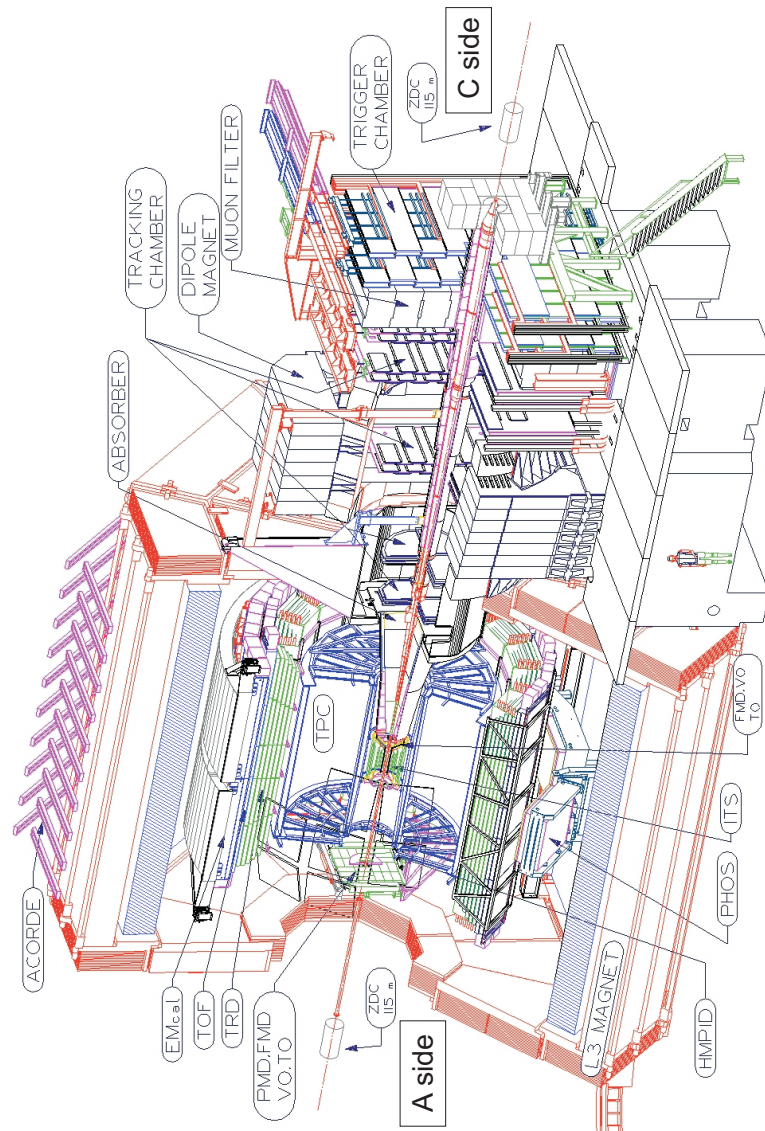 ACORDE
ABSORBER
TRACKING
CHAMBER
DIPOLE
MAGNET
MUON FILTER
TRIGGER
CHAMBER
ZDC
115 m
C side
EMcal
TOF
TRD
PMD,FMD
V0,T0
ZDC
115 m
A side
TPC
L3 MAGNET
HMPID
PHOS
ITS
FMD,V0
T0